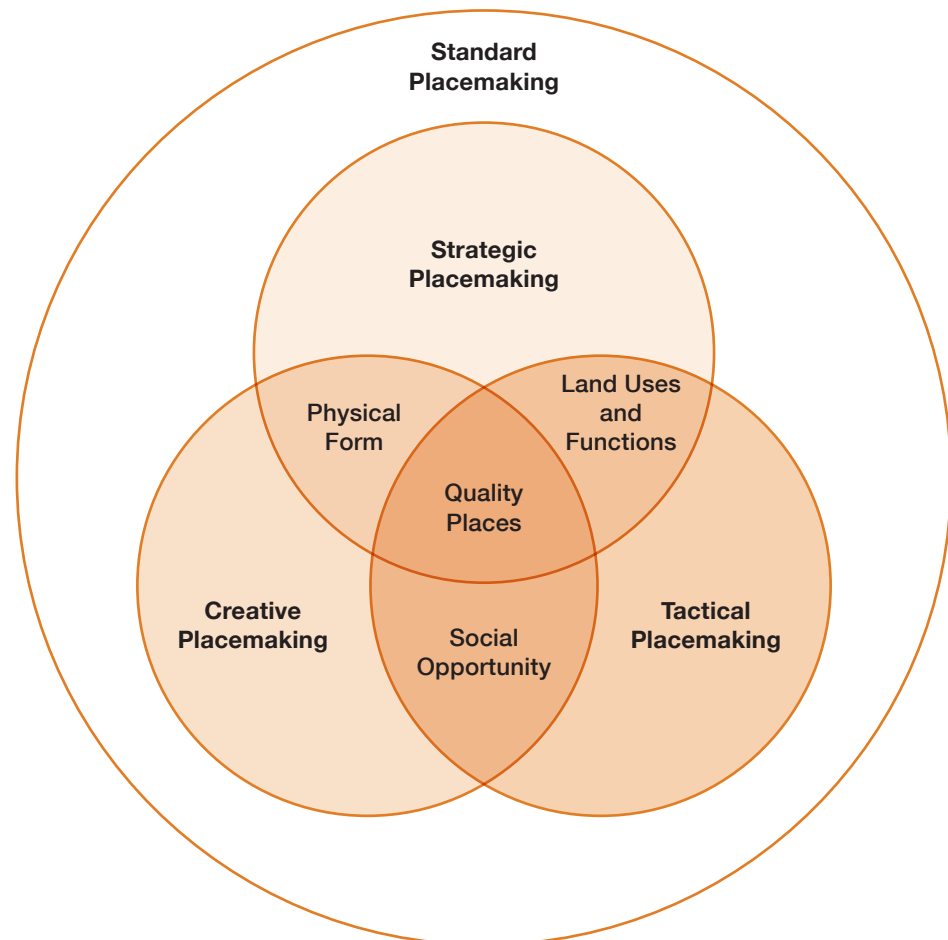 Standard
Placemaking
Strategic
Placemaking
Physical
Form
Land Uses
and
Functions
Quality
Places
Creative
Placemaking
Social
Opportunity
Tactical
Placemaking